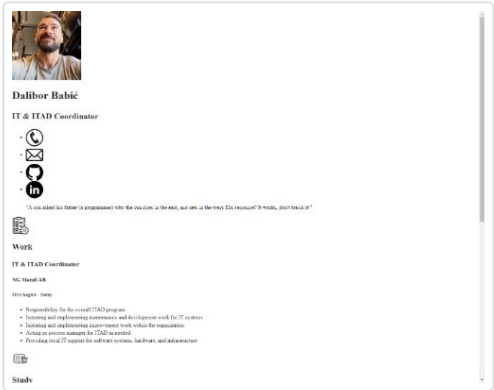 Dalibor Babić
IT & ITAD Coordinator
in
"A son asked his father (a programmer) why the sun rises in the east, and sets in the west. His response? It works, don't touch it!"
Work
IT & ITAD Coordinator
NG Metall AB
August - Today
Responsibility for the overall ITAD program
Initiating and implementing maintenance and development work for IT systems
Initiating and implementing improvement work within the organization
Acting as process manager for ITAD as needed
Providing local IT support for software systems, hardware, and infrastructure
Study